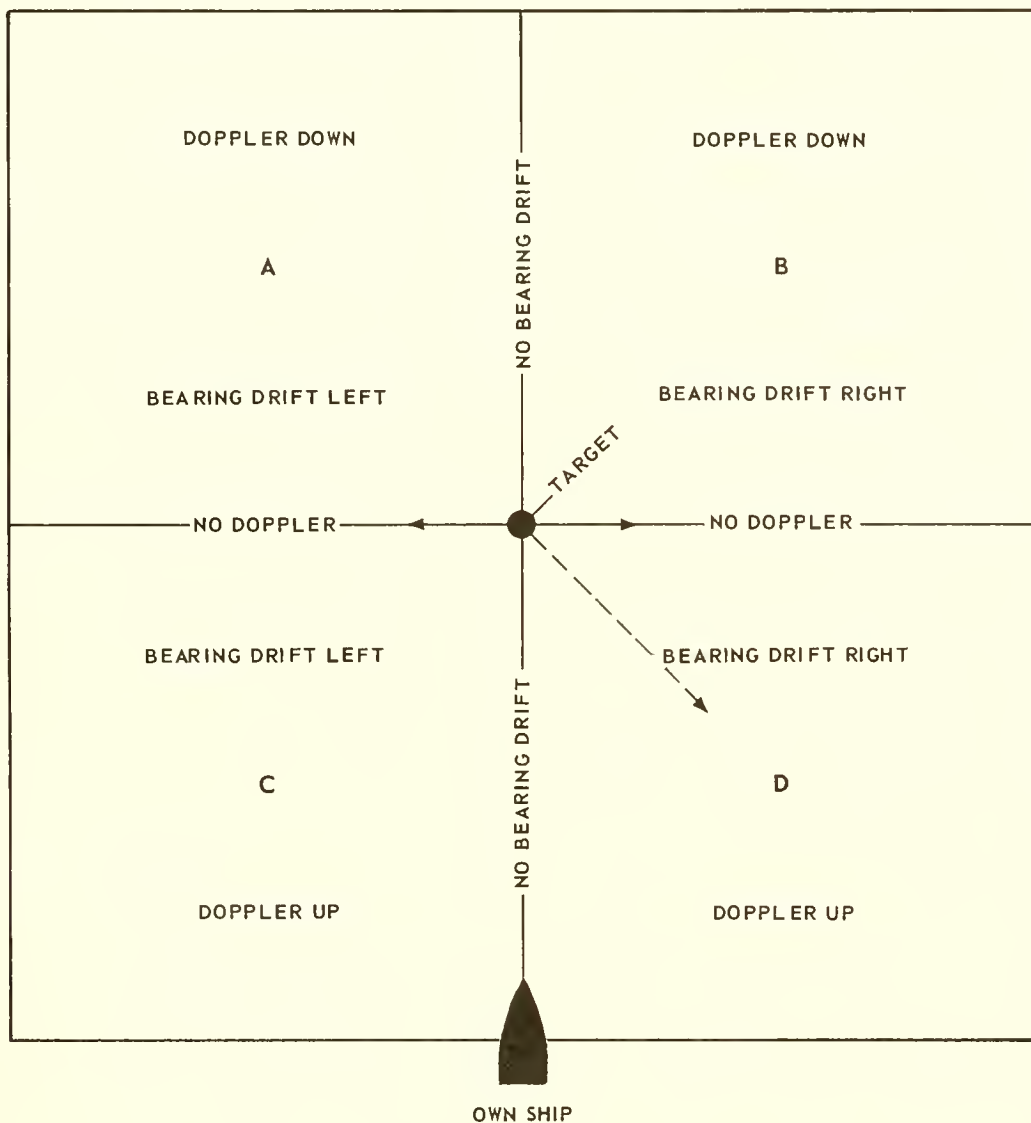 DOPPLER DOWN
DOPPLER DOWN
NO BEARING DRIFT
A
B
BEARING DRIFT LEFT
BEARING DRIFT RIGHT
TARGET
NO DOPPLER
NO DOPPLER
BEARING DRIFT LEFT
BEARING DRIFT RIGHT
NO BEARING DRIFT
C
D
DOPPLER UP
DOPPLER UP
OWN SHIP